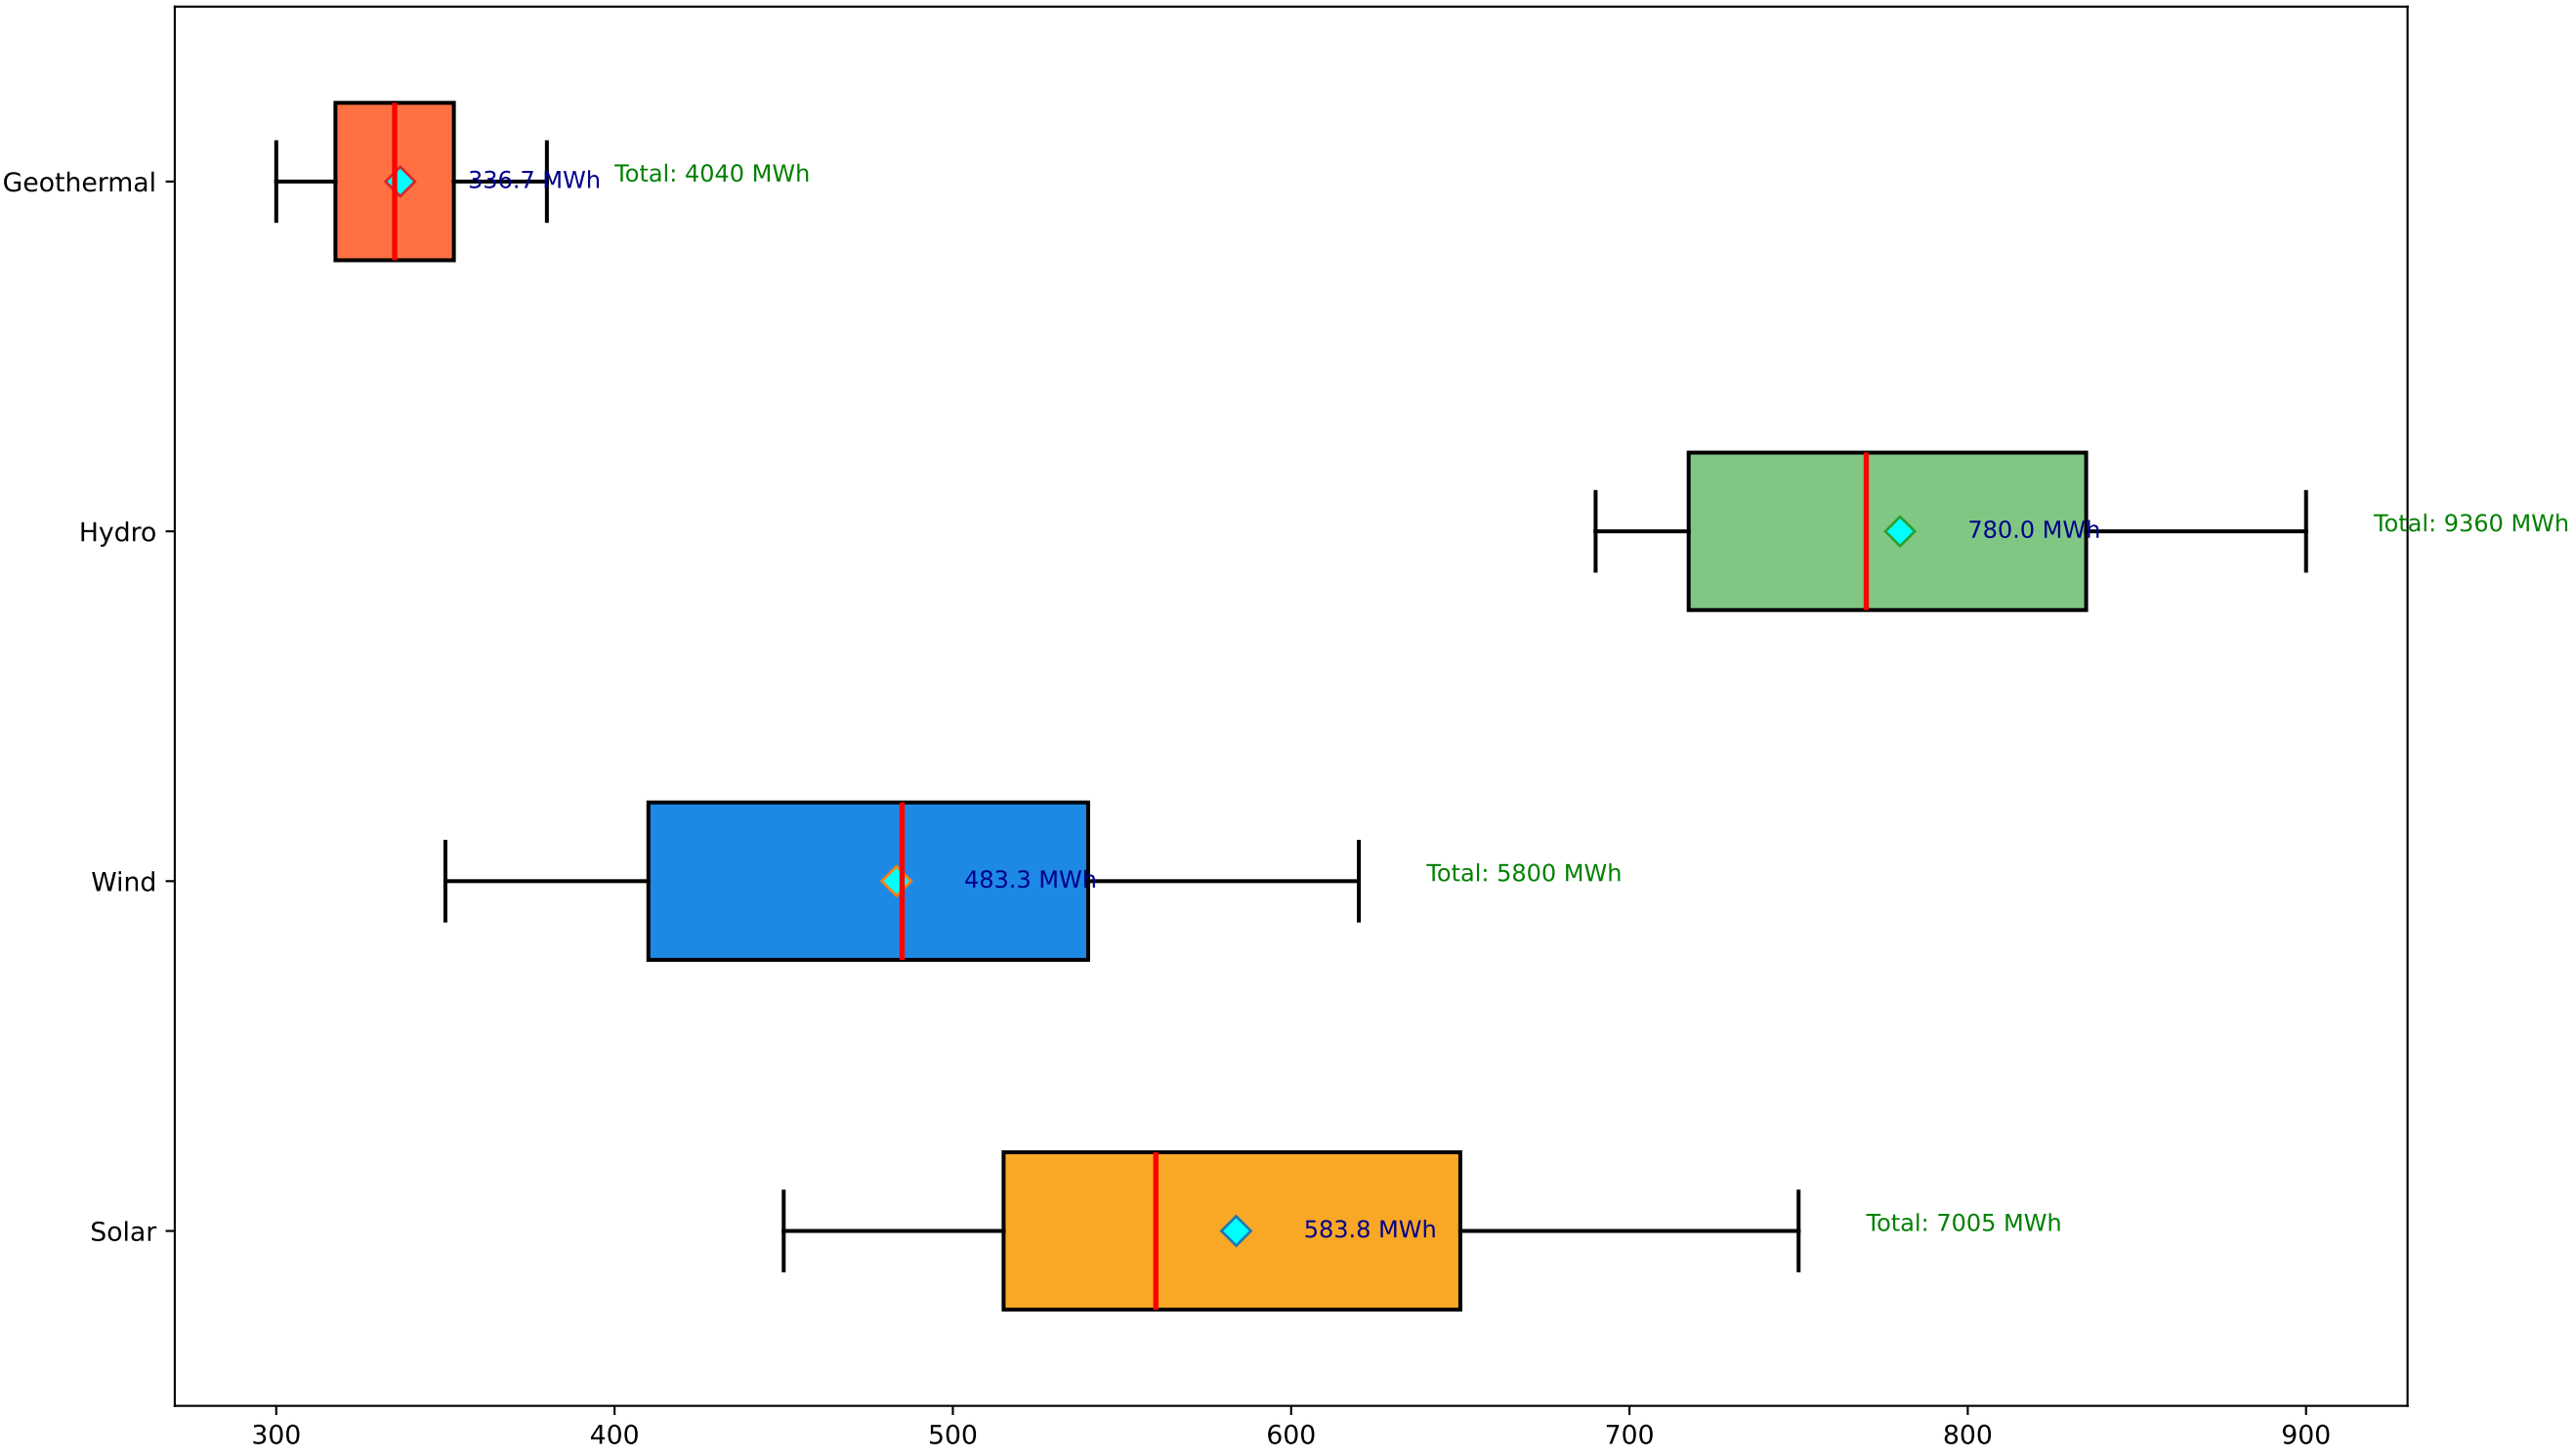 Geothermal
336.7 MWh
Total: 4040 MWh
Hydro
780.0 MWh
Total: 9360 MWh
Wind
483.3 MWh
Total: 5800 MWh
Solar
583.8 MWh
Total: 7005 MWh
300 400 500 600 700 800 900